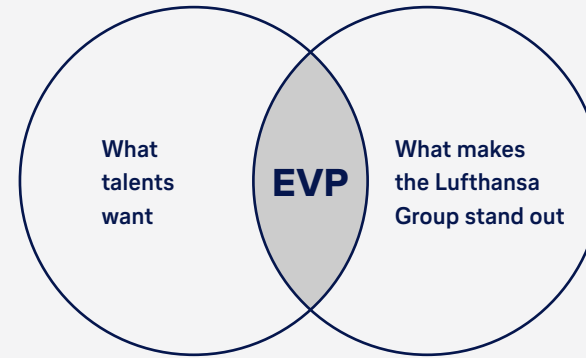 What
talents
want
EVP
What makes
the Lufthansa
Group stand out